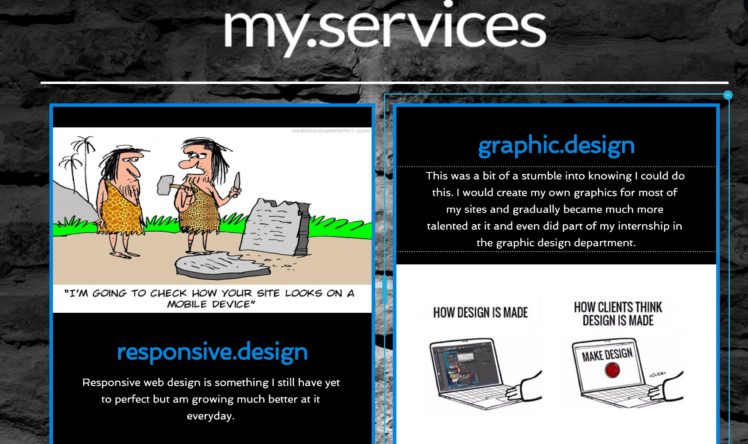 my.services
WEBDESIGNERDEPOT.COM
"I'M GOING TO CHECK HOW YOUR SITE LOOKS ON A
MOBILE DEVICE"
responsive.design
Responsive web design is something I still have yet
to perfect but am growing much better at it
everyday.
graphic.design
This was a bit of a stumble into knowing I could do
this. I would create my own graphics for most of
my sites and gradually became much more
talented at it and even did part of my internship in
the graphic design department.
HOW DESIGN IS MADE
HOW CLIENTS THINK
DESIGN IS MADE
MAKE DESIGN
*CLICK*